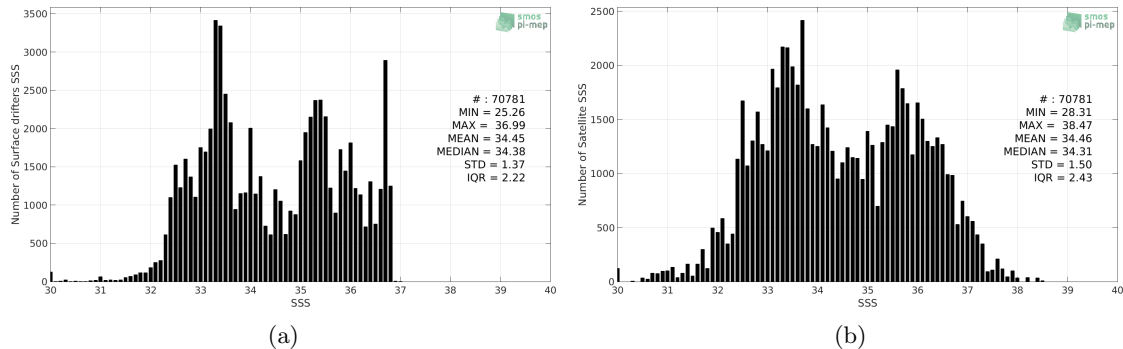 smos
pi-mep
3500
3000
2500
2000
1500
1000
500
0
Number of Surface drifters SSS
# : 70781
MIN = 25.26
MAX = 36.99
MEAN = 34.45
MEDIAN = 34.38
STD = 1.37
IQR = 2.22
30 31 32 33 34 35 36 37 38 39 40
SSS
(a)
smos
pi-mep
2500
2000
1500
1000
500
0
Number of Satellite SSS
# : 70781
MIN = 28.31
MAX = 38.47
MEAN = 34.46
MEDIAN = 34.31
STD = 1.50
IQR = 2.43
30 31 32 33 34 35 36 37 38 39 40
SSS
(b)